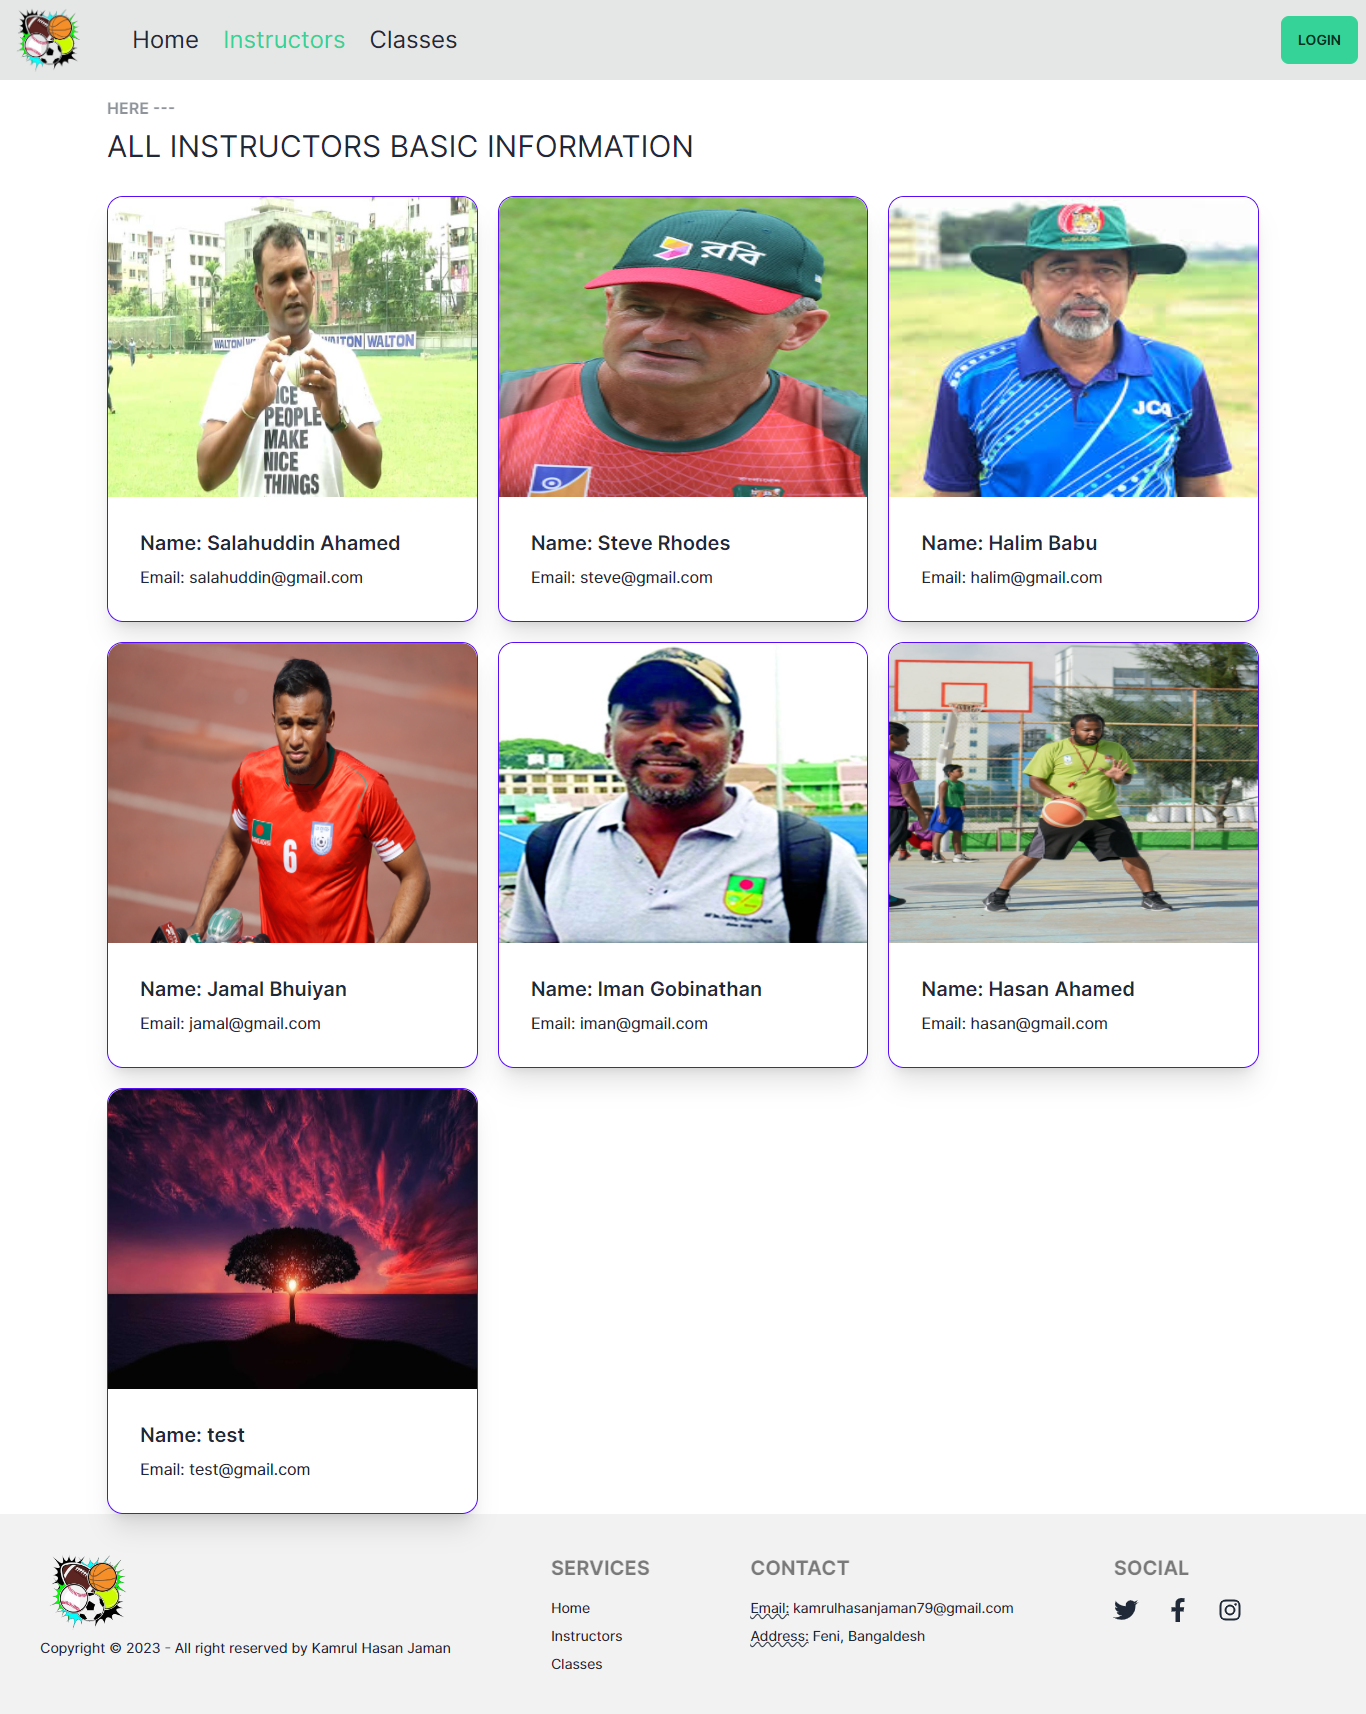 Home Instructors Classes LOGIN
HERE ---
ALL INSTRUCTORS BASIC INFORMATION
WALTON WALTON WALTON
NICE
PEOPLE
MAKE
NICE
THINGS
রবি
JCA
Name: Salahuddin Ahamed
Email: salahuddin@gmail.com
Name: Steve Rhodes
Email: steve@gmail.com
Name: Halim Babu
Email: halim@gmail.com
6
Name: Jamal Bhuiyan
Email: jamal@gmail.com
Name: Iman Gobinathan
Email: iman@gmail.com
Name: Hasan Ahamed
Email: hasan@gmail.com
Name: test
Email: test@gmail.com
Copyright © 2023 - All right reserved by Kamrul Hasan Jaman
SERVICES
Home
Instructors
Classes
CONTACT
Email: kamrulhasanjaman79@gmail.com
Address: Feni, Bangaldesh
SOCIAL